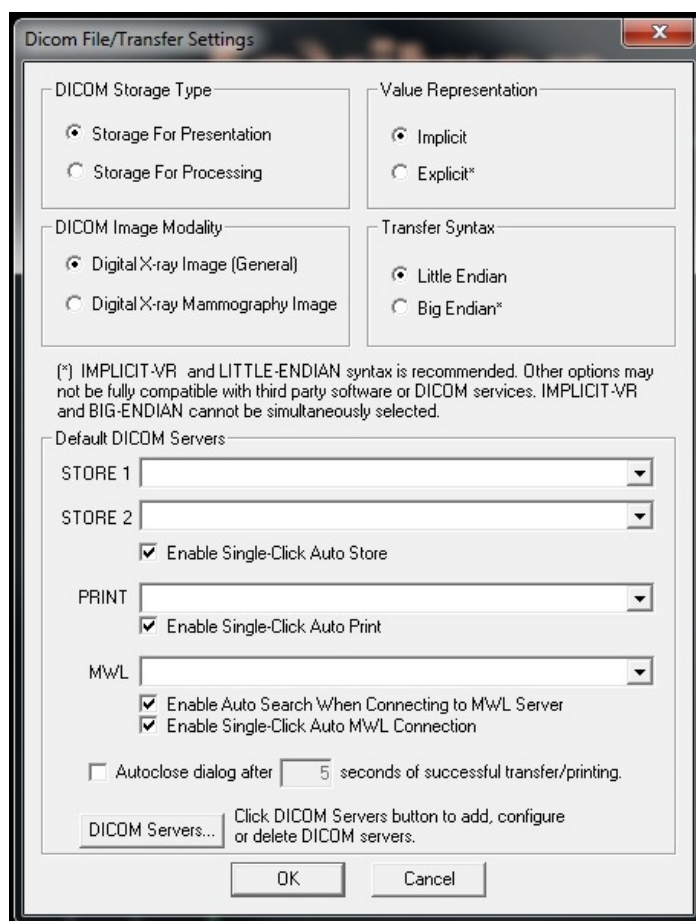 Dicom File/Transfer Settings
DICOM Storage Type
Storage For Presentation
Storage For Processing
Value Representation
Implicit
Explicit*
DICOM Image Modality
Digital X-ray Image (General)
Digital X-ray Mammography Image
Transfer Syntax
Little Endian
Big Endian*
(*) IMPLICIT-VR and LITTLE-ENDIAN syntax is recommended. Other options may
not be fully compatible with third party software or DICOM services. IMPLICIT-VR
and BIG-ENDIAN cannot be simultaneously selected.
Default DICOM Servers
STORE 1
STORE 2
Enable Single-Click Auto Store
PRINT
Enable Single-Click Auto Print
MWL
Enable Auto Search When Connecting to MWL Server
Enable Single-Click Auto MWL Connection
Autoclose dialog after 5 seconds of successful transfer/printing.
DICOM Servers... Click DICOM Servers button to add, configure
or delete DICOM servers.
OK Cancel